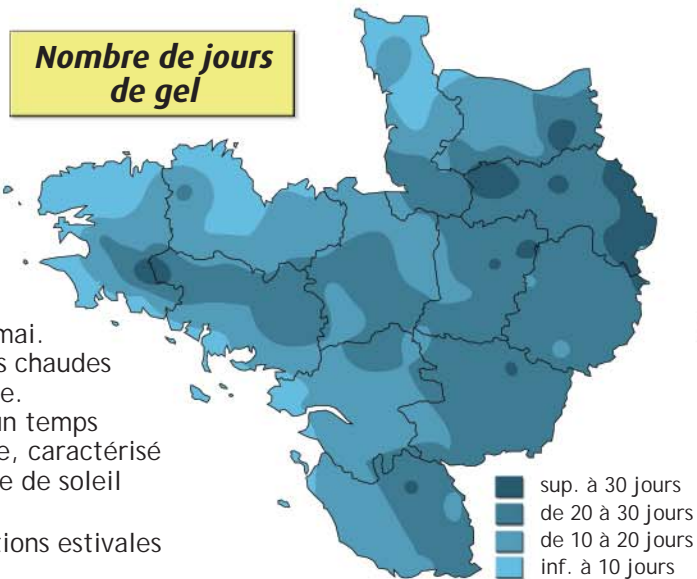 Nombre de jours
de gel
mai.
s chaudes
e.
un temps
e, caractérisé
e de soleil
tions estivales
sup. à 30 jours
de 20 à 30 jours
de 10 à 20 jours
inf. à 10 jours